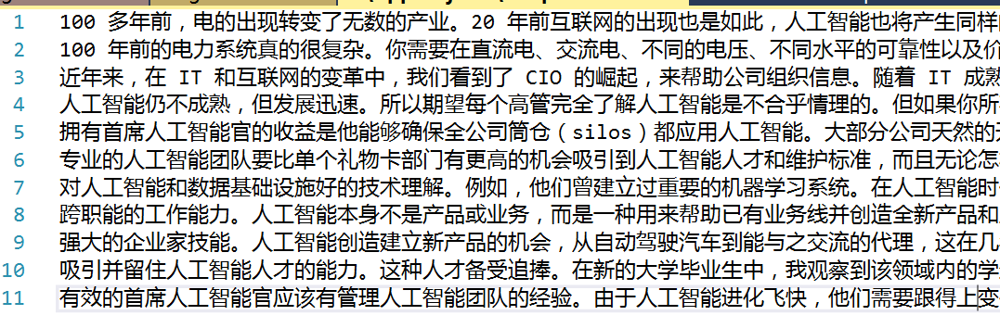 1 100 多年前，电的出现转变了无数的产业。20 年前互联网的出现也是如此，人工智能也将产生同样
2 100 年前的电力系统真的很复杂。你需要在直流电、交流电、不同的电压、不同水平的可靠性以及价
3 近年来，在 IT 和互联网的变革中，我们看到了 CIO 的崛起，来帮助公司组织信息。随着 IT 成熟
4 人工智能仍不成熟，但发展迅速。所以期望每个高管完全了解人工智能是不合乎情理的。但如果你所
5 拥有首席人工智能官的收益是他能够确保全公司筒仓（silos）都应用人工智能。大部分公司天然的
6 专业的人工智能团队要比单个礼物卡部门有更高的机会吸引到人工智能人才和维护标准，而且无论怎
7 对人工智能和数据基础设施好的技术理解。例如，他们曾建立过重要的机器学习系统。在人工智能时
8 跨职能的工作能力。人工智能本身不是产品或业务，而是一种用来帮助已有业务线并创造全新产品和
9 强大的企业家技能。人工智能创造建立新产品的机会，从自动驾驶汽车到能与之交流的代理，这在几
10 吸引并留住人工智能人才的能力。这种人才备受追捧。在新的大学毕业生中，我观察到该领域内的学
11 有效的首席人工智能官应该有管理人工智能团队的经验。由于人工智能进化飞快，他们需要跟得上变